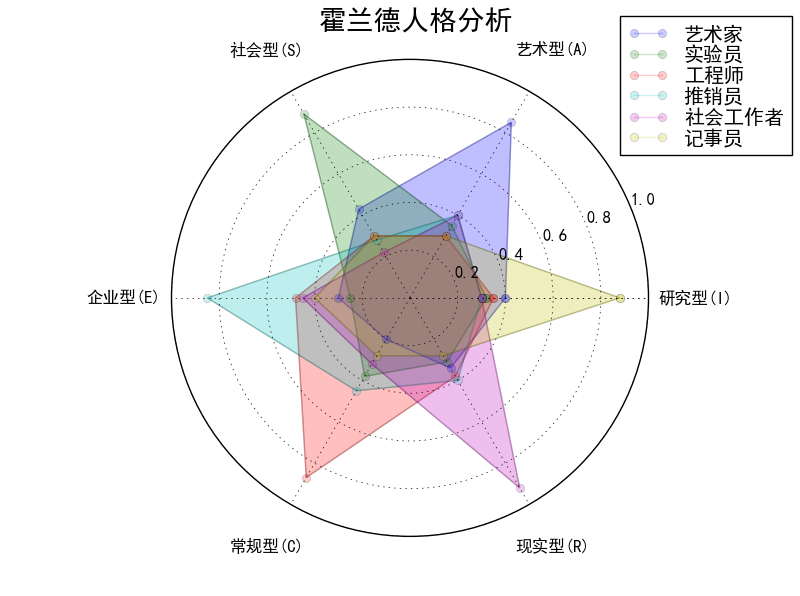 霍兰德人格分析
社会型(S)
艺术型(A)
艺术家
实验员
工程师
推销员
社会工作者
记事员
1.0
0.8
0.6
0.4
0.2
企业型(E)
研究型(I)
常规型(C)
现实型(R)